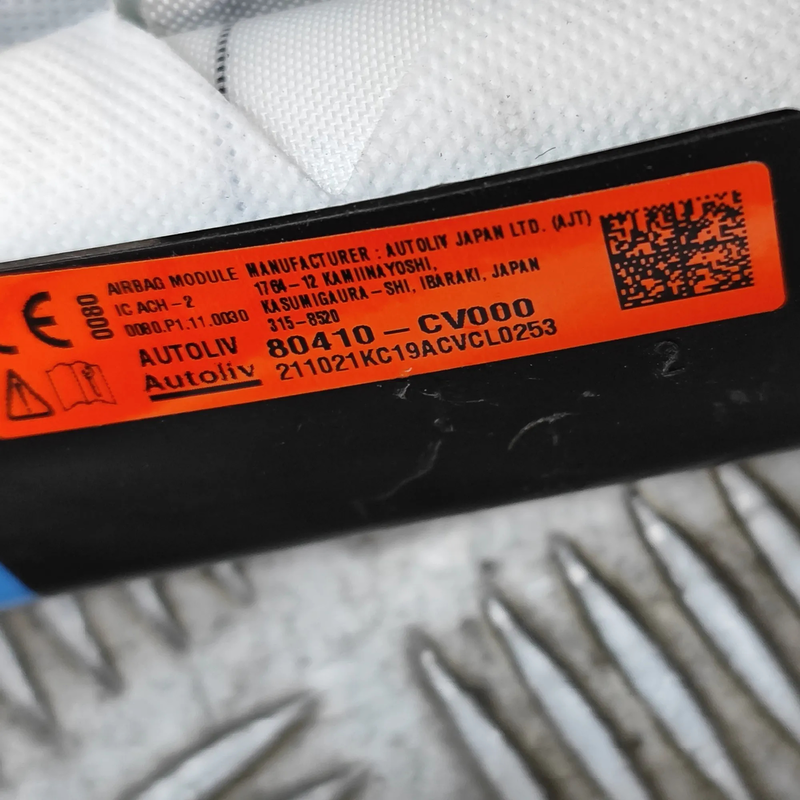 CE 0080
AIRBAG MODULE
IC ACH-2
0080.P1.11.0030
MANUFACTURER : AUTOLIV JAPAN LTD. (AJT)
1764-12 KAMIINAYOSHI,
KASUMIGAURA-SHI, IBARAKI, JAPAN
315-8520
AUTOLIV
Autoliv
80410-CV000
211021KC19ACVCL0253
2